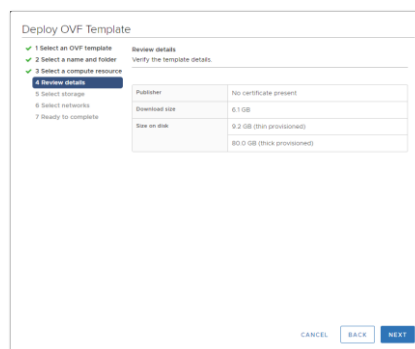 Deploy OVF Template
1 Select an OVF template
2 Select a name and folder
3 Select a compute resource
4 Review details
5 Select storage
6 Select networks
7 Ready to complete
Review details
Verify the template details.
Publisher No certificate present
Download size 6.1 GB
Size on disk 9.2 GB (thin provisioned)
80.0 GB (thick provisioned)
CANCEL BACK NEXT